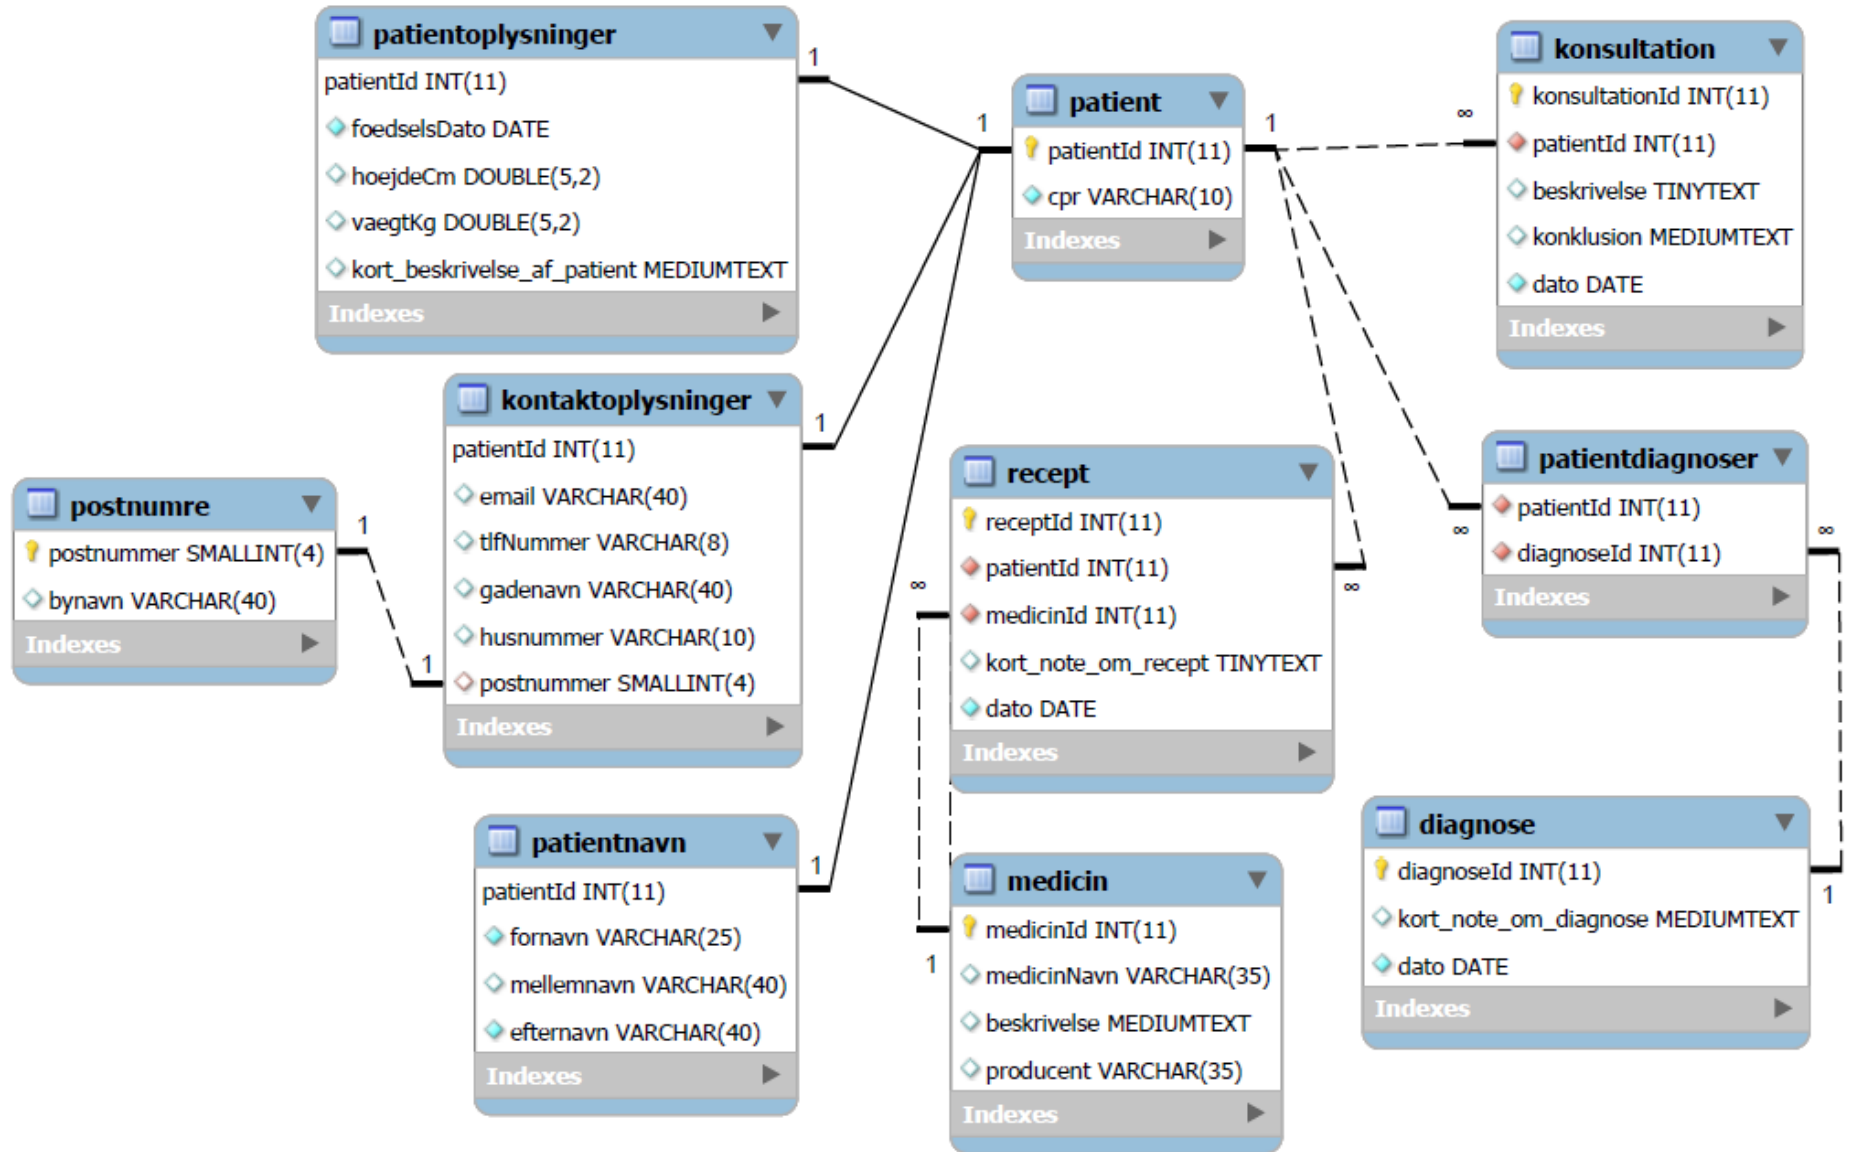 patientoplysninger
patientId INT(11)
foedselsDato DATE
hoejdeCm DOUBLE(5,2)
vaegtKg DOUBLE(5,2)
kort_beskrivelse_af_patient MEDIUMTEXT
Indexes
1
1
patient
patientId INT(11)
cpr VARCHAR(10)
Indexes
1
∞
konsultation
konsultationId INT(11)
patientId INT(11)
beskrivelse TINYTEXT
konklusion MEDIUMTEXT
dato DATE
Indexes
kontaktoplysninger
patientId INT(11)
email VARCHAR(40)
tlfNummer VARCHAR(8)
gadenavn VARCHAR(40)
husnummer VARCHAR(10)
postnummer SMALLINT(4)
Indexes
1
1
postnumre
postnummer SMALLINT(4)
bynavn VARCHAR(40)
Indexes
1
recept
receptId INT(11)
patientId INT(11)
medicinId INT(11)
kort_note_om_recept TINYTEXT
dato DATE
Indexes
∞
∞
patientdiagnoser
patientId INT(11)
diagnoseId INT(11)
Indexes
∞
∞
patientnavn
patientId INT(11)
fornavn VARCHAR(25)
mellemnavn VARCHAR(40)
efternavn VARCHAR(40)
Indexes
1
medicin
medicinId INT(11)
medicinNavn VARCHAR(35)
beskrivelse MEDIUMTEXT
producent VARCHAR(35)
Indexes
1
diagnose
diagnoseId INT(11)
kort_note_om_diagnose MEDIUMTEXT
dato DATE
Indexes
1